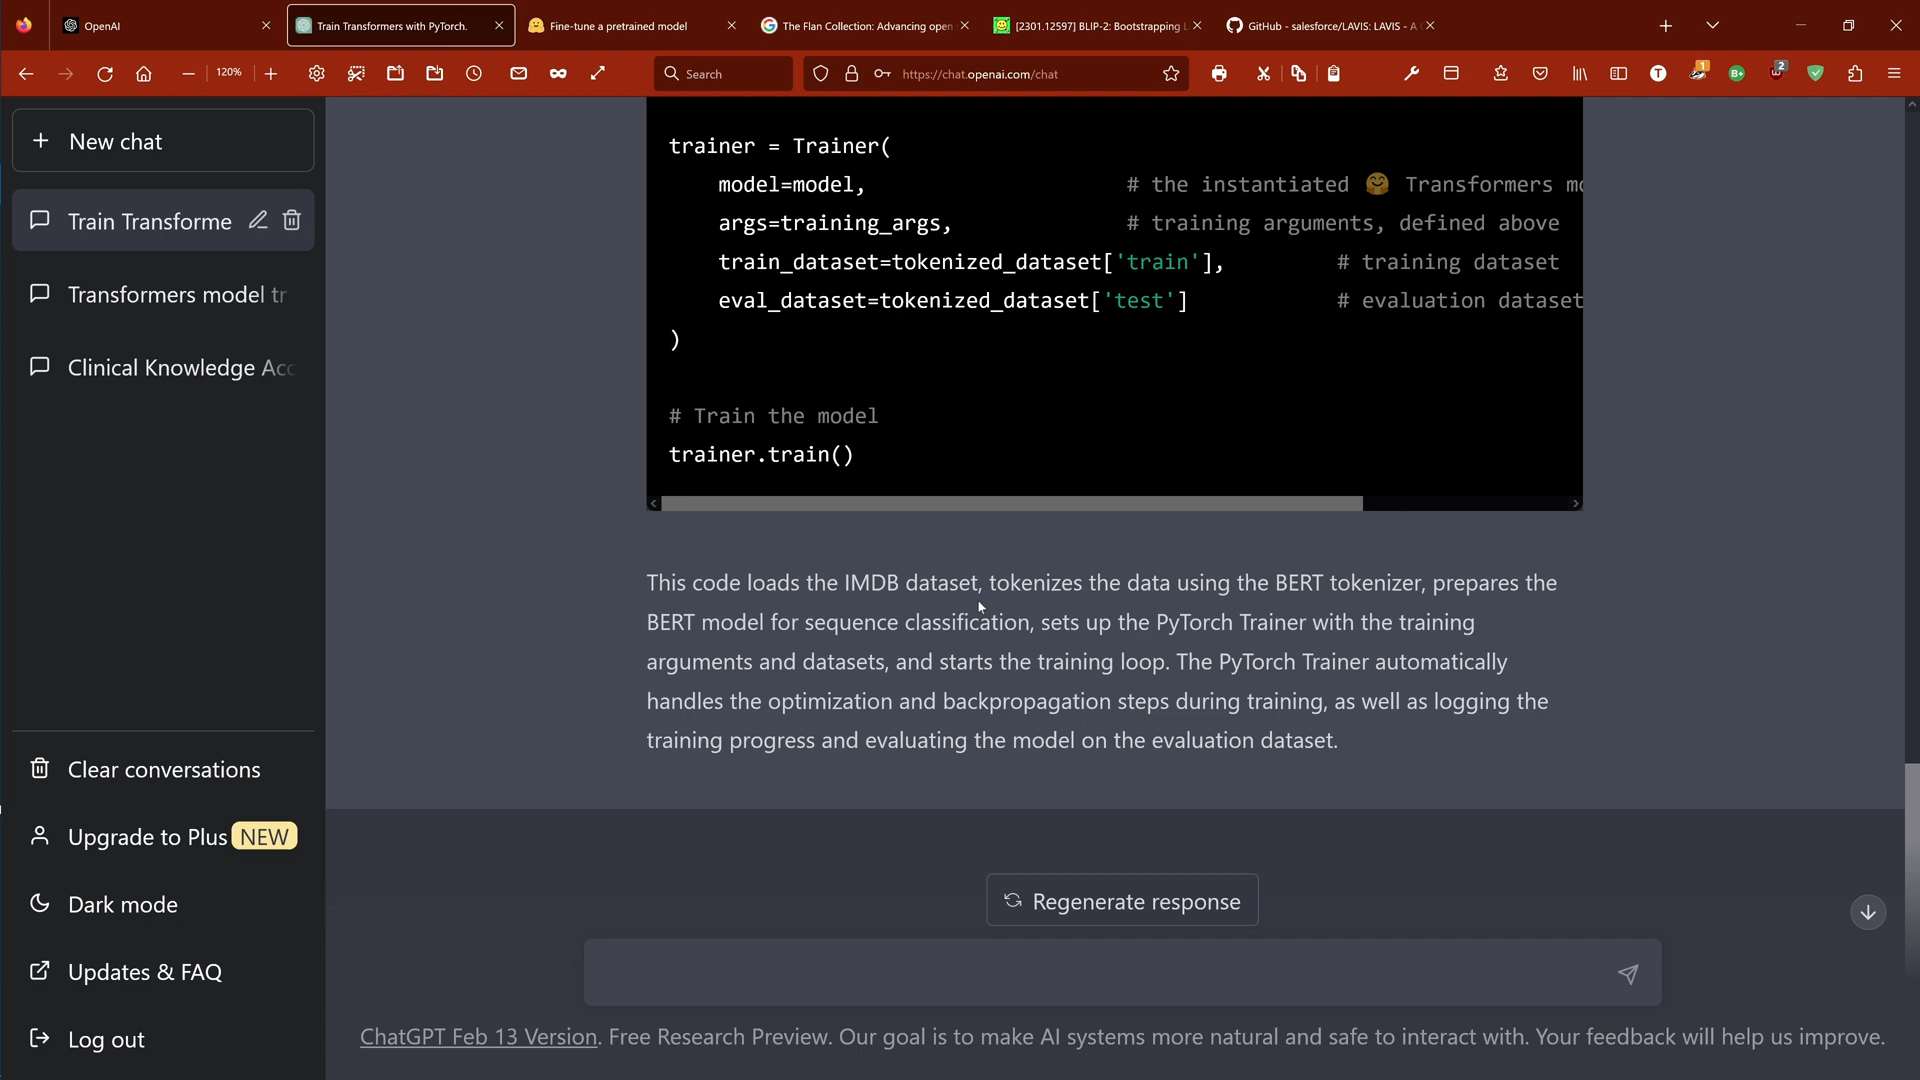 OpenAI
Train Transformers with PyTorch.
Fine-tune a pretrained model
The Flan Collection: Advancing open
[2301.12597] BLIP-2: Bootstrapping L
GitHub - salesforce/LAVIS: LAVIS - A
120%
Search
https://chat.openai.com/chat
1
2
New chat
Train Transforme
Transformers model tr
Clinical Knowledge Acc
trainer = Trainer(
model=model, # the instantiated 🤗 Transformers mo
args=training_args, # training arguments, defined above
train_dataset=tokenized_dataset['train'], # training dataset
eval_dataset=tokenized_dataset['test'] # evaluation dataset
)
# Train the model
trainer.train()
This code loads the IMDB dataset, tokenizes the data using the BERT tokenizer, prepares the
BERT model for sequence classification, sets up the PyTorch Trainer with the training
arguments and datasets, and starts the training loop. The PyTorch Trainer automatically
handles the optimization and backpropagation steps during training, as well as logging the
training progress and evaluating the model on the evaluation dataset.
Clear conversations
Upgrade to Plus NEW
Dark mode
Updates & FAQ
Log out
Regenerate response
ChatGPT Feb 13 Version. Free Research Preview. Our goal is to make AI systems more natural and safe to interact with. Your feedback will help us improve.